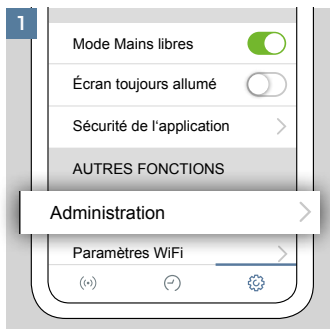 1
Mode Mains libres
Écran toujours allumé
Sécurité de l‘application
AUTRES FONCTIONS
Administration
Paramètres WiFi